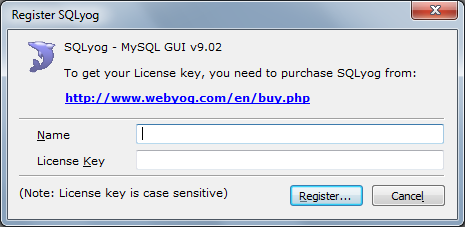 Register SQLyog
SQLyog - MySQL GUI v9.02
To get your License key, you need to purchase SQLyog from:
http://www.webyog.com/en/buy.php
Name
License Key
(Note: License key is case sensitive)
Register...
Cancel